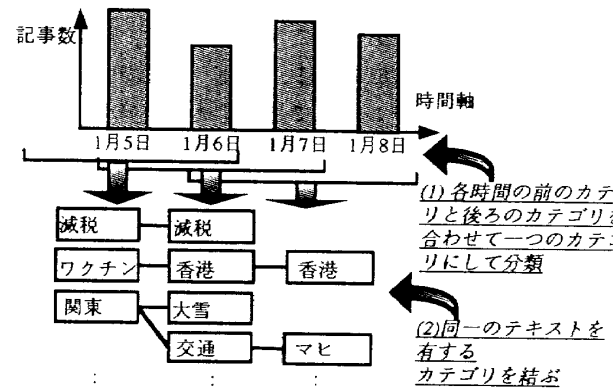 記事数
時間軸
1月5日 1月6日 1月7日 1月8日
(1) 各時間の前のカテ
リと後ろのカテゴリ
合わせて一つのカテ
リにして分類
減税 減税
ワクチン 香港 香港
関東 大雪
交通 マヒ
(2)同一のテキストを
有する
カテゴリを結ぶ
: : :